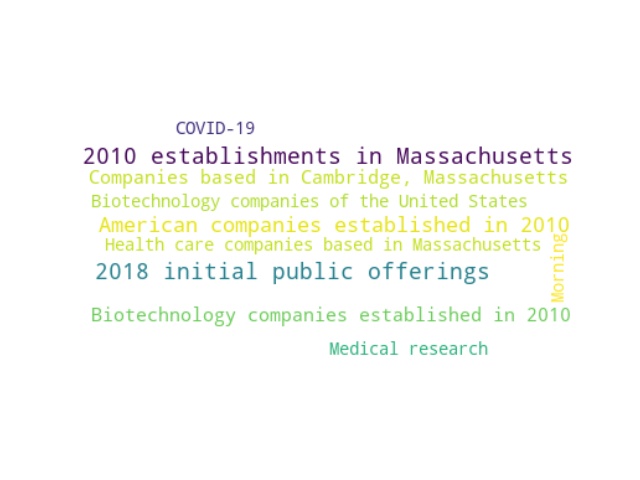 COVID-19
2010 establishments in Massachusetts
Companies based in Cambridge, Massachusetts
Biotechnology companies of the United States
American companies established in 2010
Health care companies based in Massachusetts
Morning
2018 initial public offerings
Biotechnology companies established in 2010
Medical research